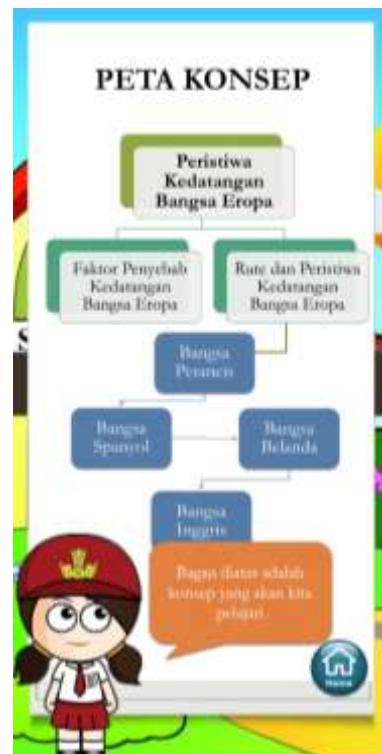 PETA KONSEP
Peristiwa
Kedatangan
Bangsa Eropa
Faktor Penyebab
Kedatangan
Bangsa Eropa
Rute dan Peristiwa
Kedatangan
Bangsa Eropa
Bangsa
Perancis
Bangsa
Spanyol
Bangsa
Belanda
Bangsa
Inggris
Bagan diatas adalah
konsep yang akan kita
pelajari
Home